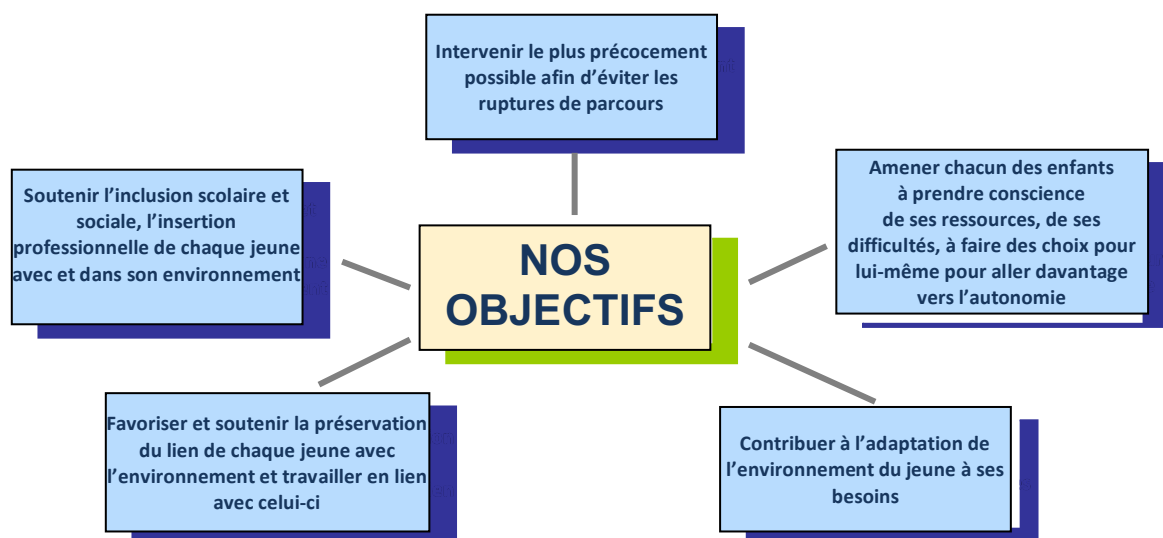 Intervenir le plus précocement
possible afin d’éviter les
ruptures de parcours
Soutenir l’inclusion scolaire et
sociale, l’insertion
professionnelle de chaque jeune
avec et dans son environnement
Amener chacun des enfants
à prendre conscience
de ses ressources, de ses
difficultés, à faire des choix pour
lui-même pour aller davantage
vers l’autonomie
NOS
OBJECTIFS
Favoriser et soutenir la préservation
du lien de chaque jeune avec
l’environnement et travailler en lien
avec celui-ci
Contribuer à l’adaptation de
l’environnement du jeune à ses
besoins